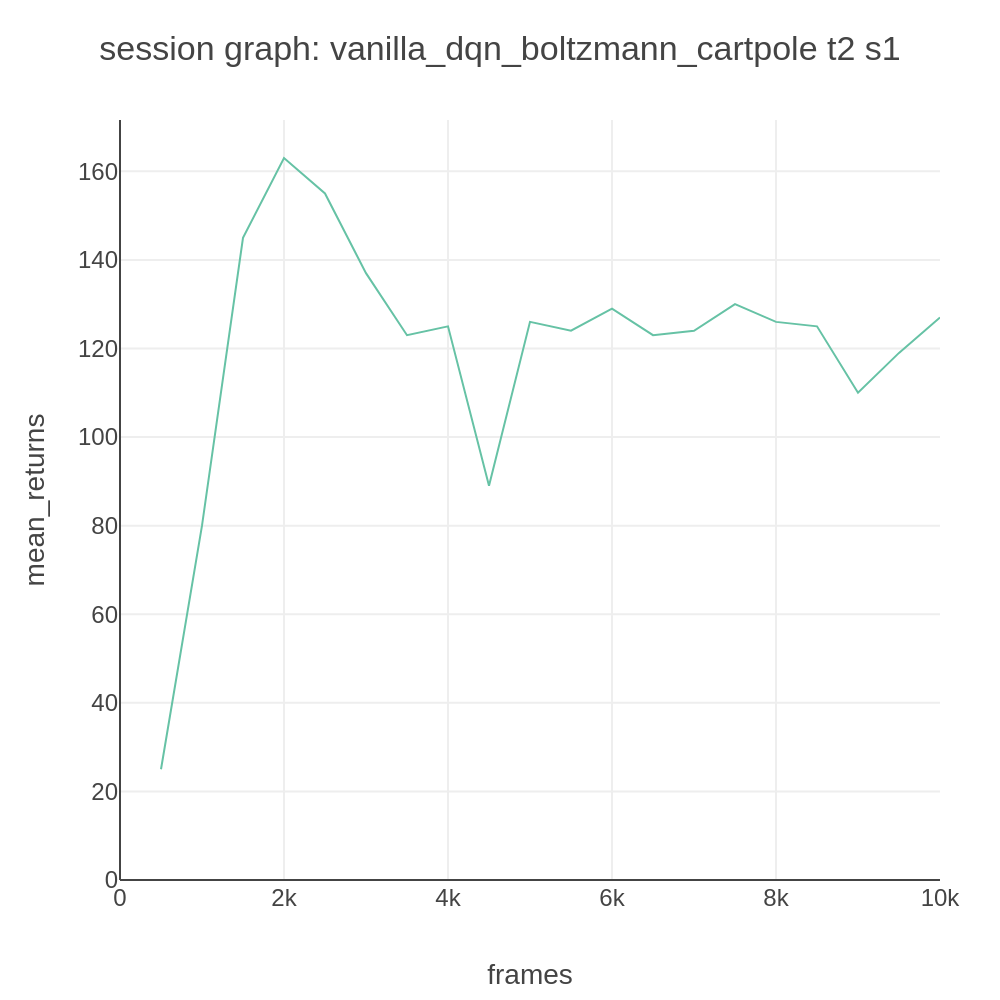 session graph: vanilla_dqn_boltzmann_cartpole t2 s1
mean_returns
160
140
120
100
80
60
40
20
0
0 2k 4k 6k 8k 10k
frames